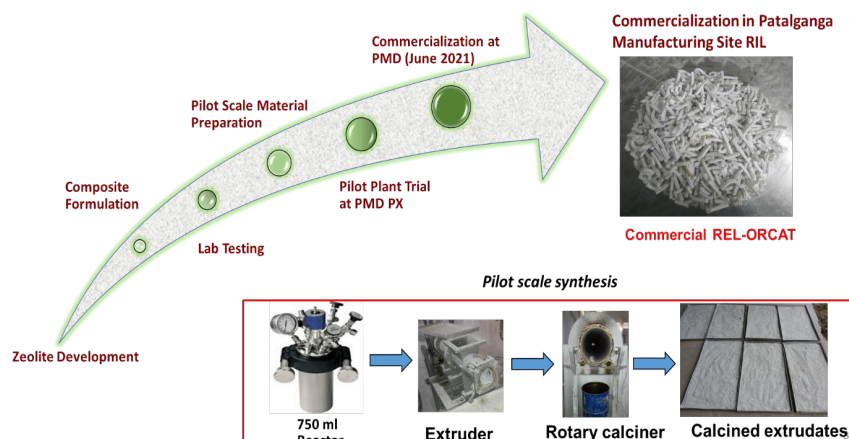 Commercialization in Patalganga
Manufacturing Site RIL
Commercialization at
PMD (June 2021)
Pilot Scale Material
Preparation
Composite
Formulation
Pilot Plant Trial
at PMD PX
Lab Testing
Zeolite Development
Commercial REL-ORCAT
Pilot scale synthesis
750 ml
Reactor
Extruder
Rotary calciner
Calcined extrudates